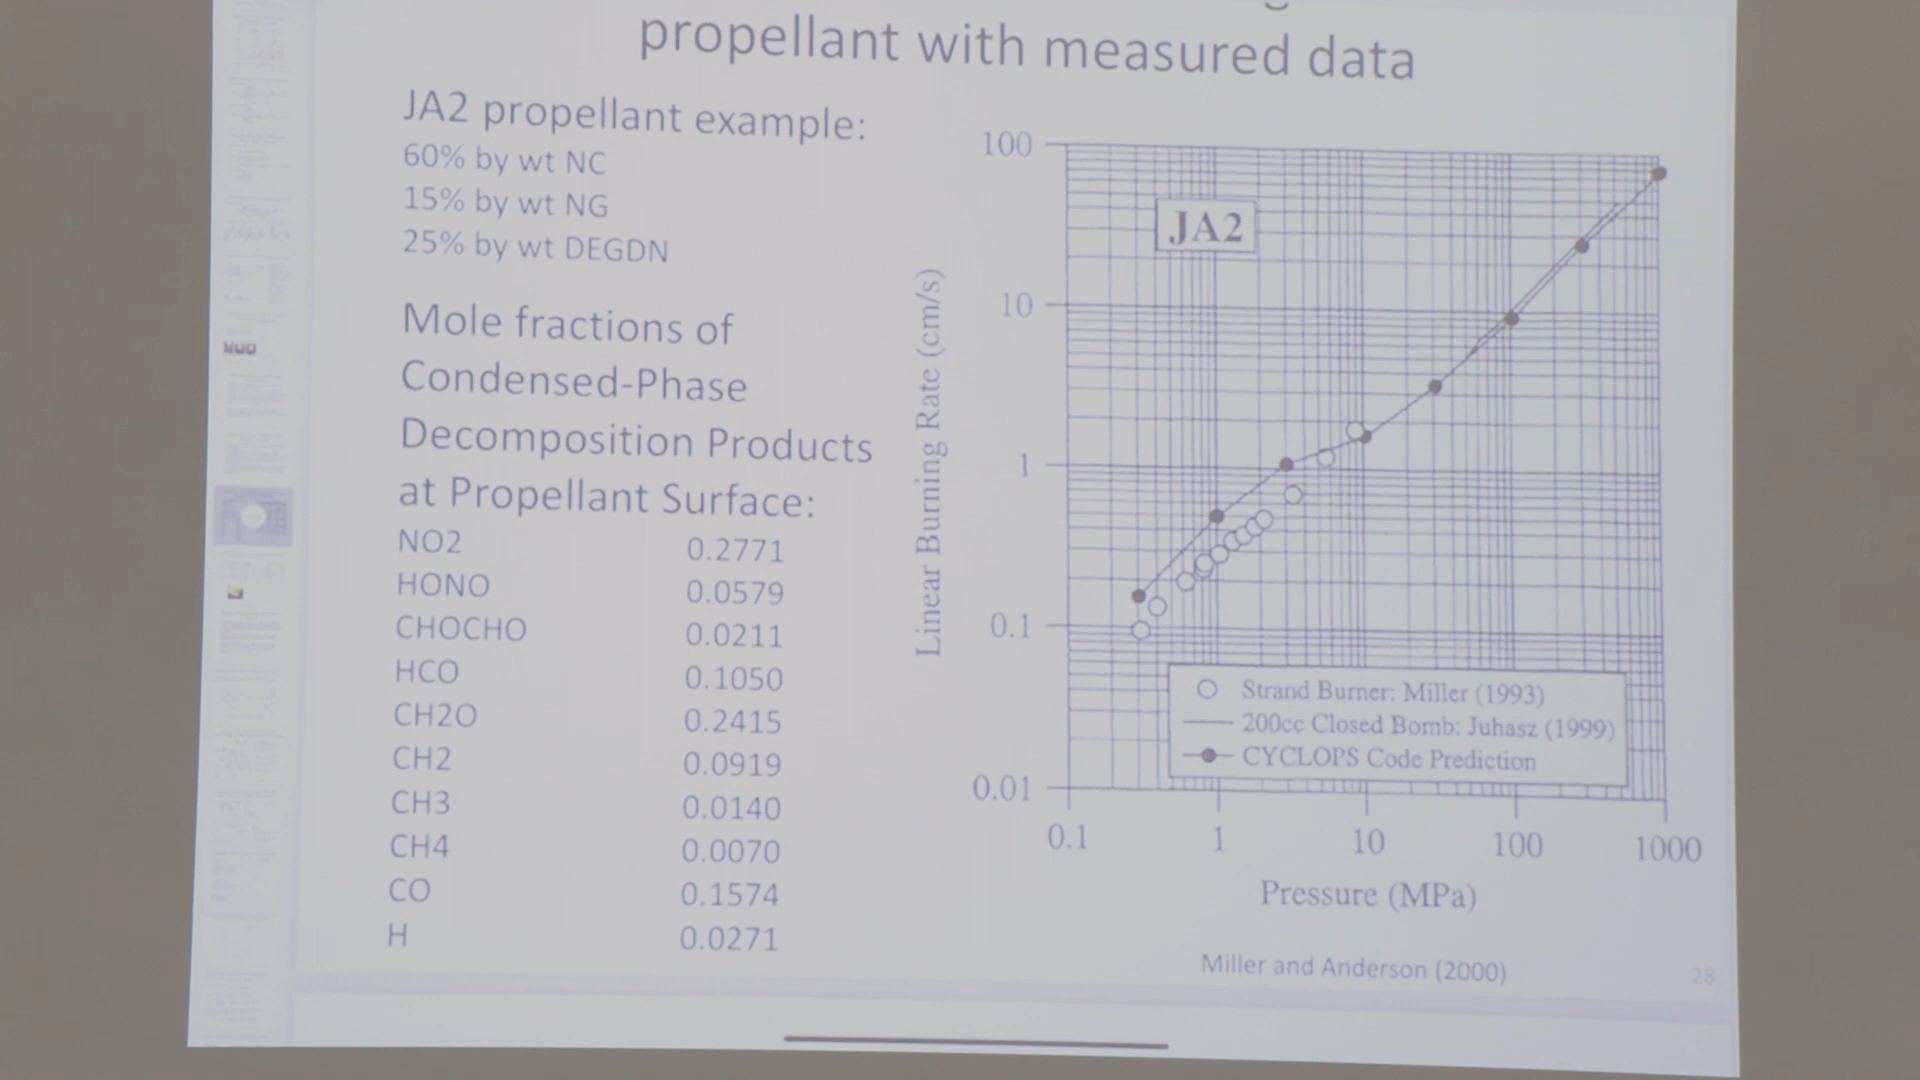 propellant with measured data
JA2 propellant example:
60% by wt NC
15% by wt NG
25% by wt DEGDN
Mole fractions of
Condensed-Phase
Decomposition Products
at Propellant Surface:
NO2 0.2771
HONO 0.0579
CHOCHO 0.0211
HCO 0.1050
CH2O 0.2415
CH2 0.0919
CH3 0.0140
CH4 0.0070
CO 0.1574
H 0.0271
100
10
1
0.1
0.01
Linear Burning Rate (cm/s)
JA2
Strand Burner: Miller (1993)
200cc Closed Bomb: Juhasz (1999)
CYCLOPS Code Prediction
0.1 1 10 100 1000
Pressure (MPa)
Miller and Anderson (2000)
28